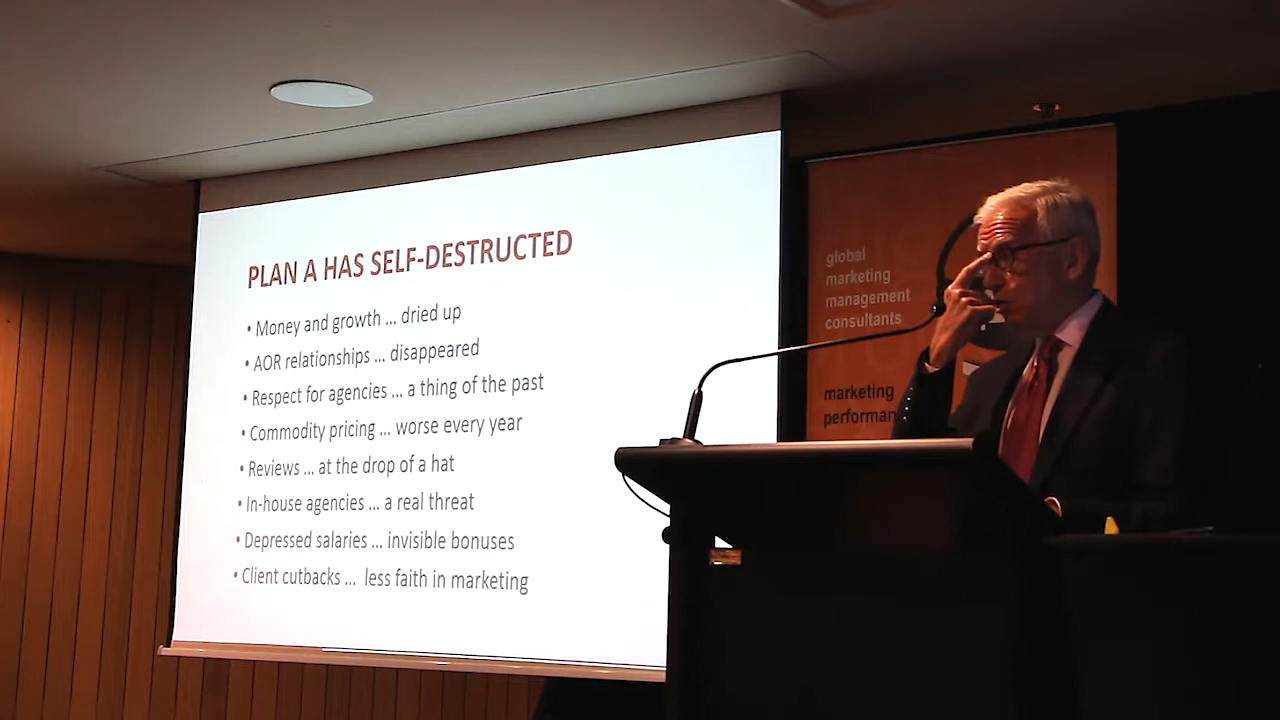 PLAN A HAS SELF-DESTRUCTED
• Money and growth ... dried up
• AOR relationships ... disappeared
• Respect for agencies ... a thing of the past
• Commodity pricing ... worse every year
• Reviews ... at the drop of a hat
• In-house agencies ... a real threat
• Depressed salaries ... invisible bonuses
• Client cutbacks ... less faith in marketing
global
marketing
management
consultants
marketing
performan